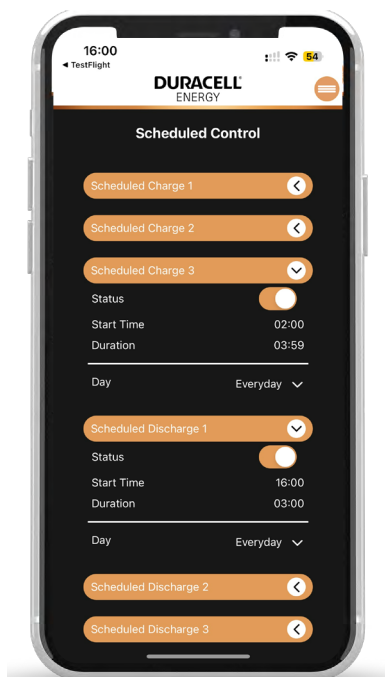 16:00
54
◄ TestFlight
DURACELL
ENERGY
Scheduled Control
Scheduled Charge 1
Scheduled Charge 2
Scheduled Charge 3
Status
Start Time 02:00
Duration 03:59
Day Everyday
Scheduled Discharge 1
Status
Start Time 16:00
Duration 03:00
Day Everyday
Scheduled Discharge 2
Scheduled Discharge 3